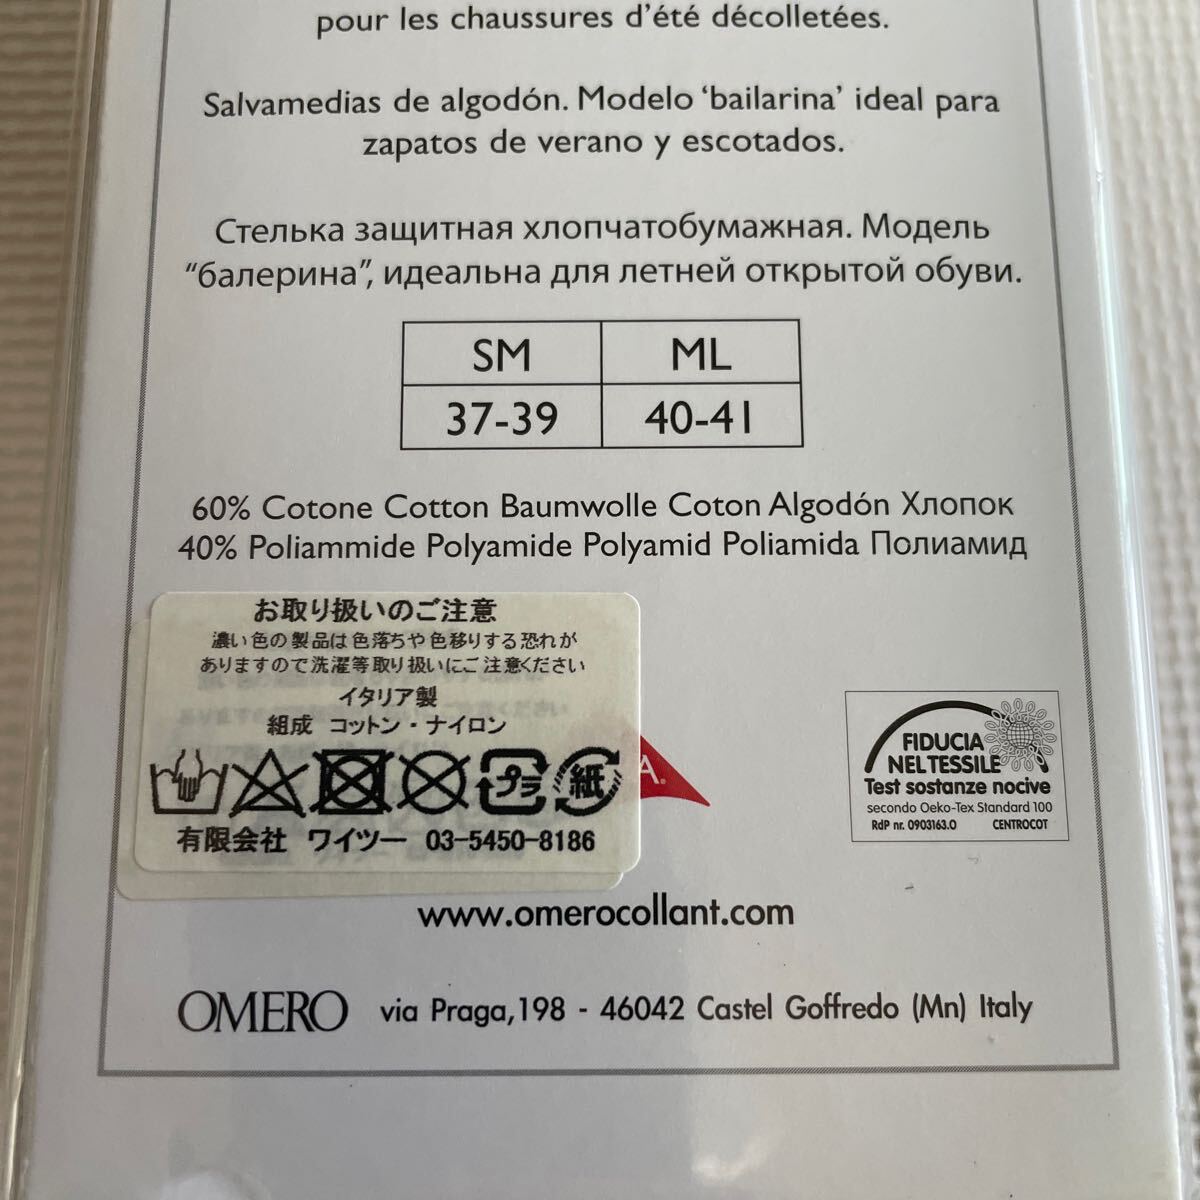 pour les chaussures d'été décolletées.
Salvamedias de algodón. Modelo ‘bailarina’ ideal para
zapatos de verano y escotados.
Стелька защитная хлопчатобумажная. Модель
“балерина”, идеальна для летней открытой обуви.
SM ML
37-39 40-41
60% Cotone Cotton Baumwolle Coton Algodón Хлопок
40% Poliammide Polyamide Polyamid Poliamida Полиамид
お取り扱いのご注意
濃い色の製品は色落ちや色移りする恐れが
ありますので洗濯等取り扱いにご注意ください
イタリア製
組成 コットン・ナイロン
プラ 紙
有限会社 ワイツー 03-5450-8186
A.
FIDUCIA
NEL TESSILE
Test sostanze nocive
secondo Oeko-Tex Standard 100
RdP nr. 0903163.O CENTROCOT
www.omerocollant.com
OMERO via Praga,198 - 46042 Castel Goffredo (Mn) Italy